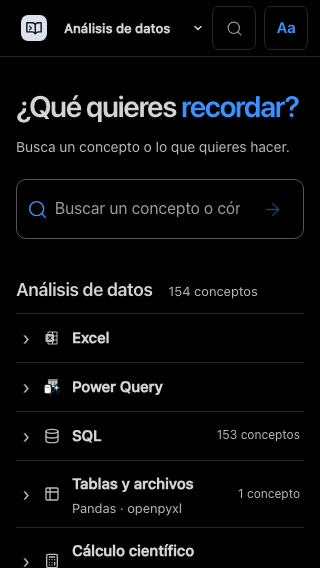 Análisis de datos
Aa
¿Qué quieres recordar?
Busca un concepto o lo que quieres hacer.
Buscar un concepto o cór
Análisis de datos 154 conceptos
Excel
Power Query
SQL 153 conceptos
Tablas y archivos 1 concepto
Pandas · openpyxl
Cálculo científico